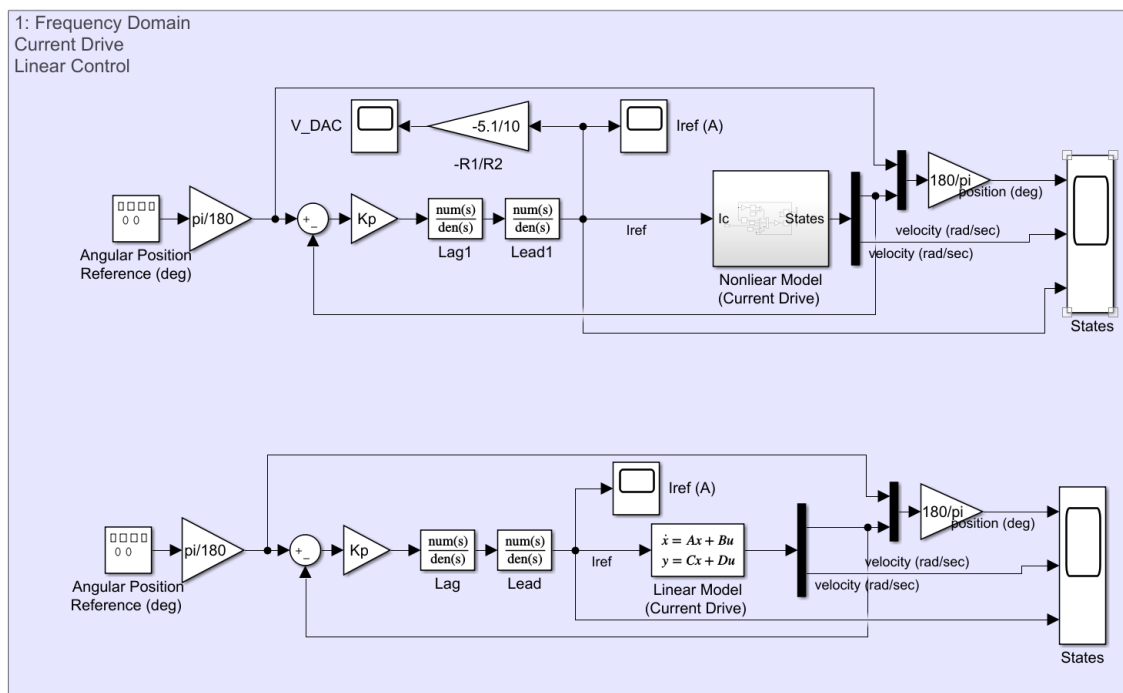 1: Frequency Domain
Current Drive
Linear Control
V_DAC
-5.1/10
-R1/R2
Iref (A)
pi/180
Angular Position
Reference (deg)
+
_
Kp
num(s)
den(s)
Lag1
num(s)
den(s)
Lead1
Iref
Ic
States
Nonliear Model
(Current Drive)
180/pi
position (deg)
velocity (rad/sec)
velocity (rad/sec)
States
Iref (A)
pi/180
Angular Position
Reference (deg)
+
_
Kp
num(s)
den(s)
Lag
num(s)
den(s)
Lead
Iref
ẋ = Ax + Bu
y = Cx + Du
Linear Model
(Current Drive)
180/pi
position (deg)
velocity (rad/sec)
velocity (rad/sec)
States